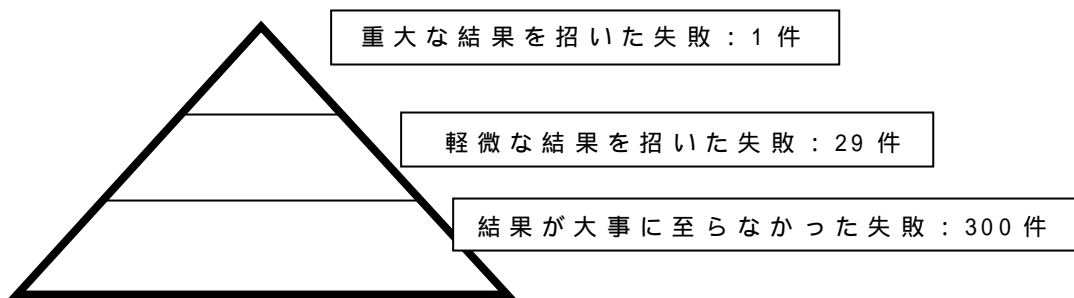 重大な結果を招いた失敗：1件
軽微な結果を招いた失敗：29件
結果が大事に至らなかった失敗：300件